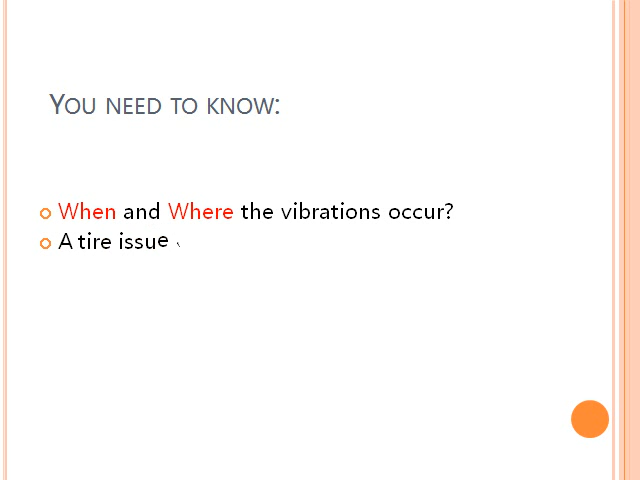 You need to know:
When and Where the vibrations occur?
A tire issue